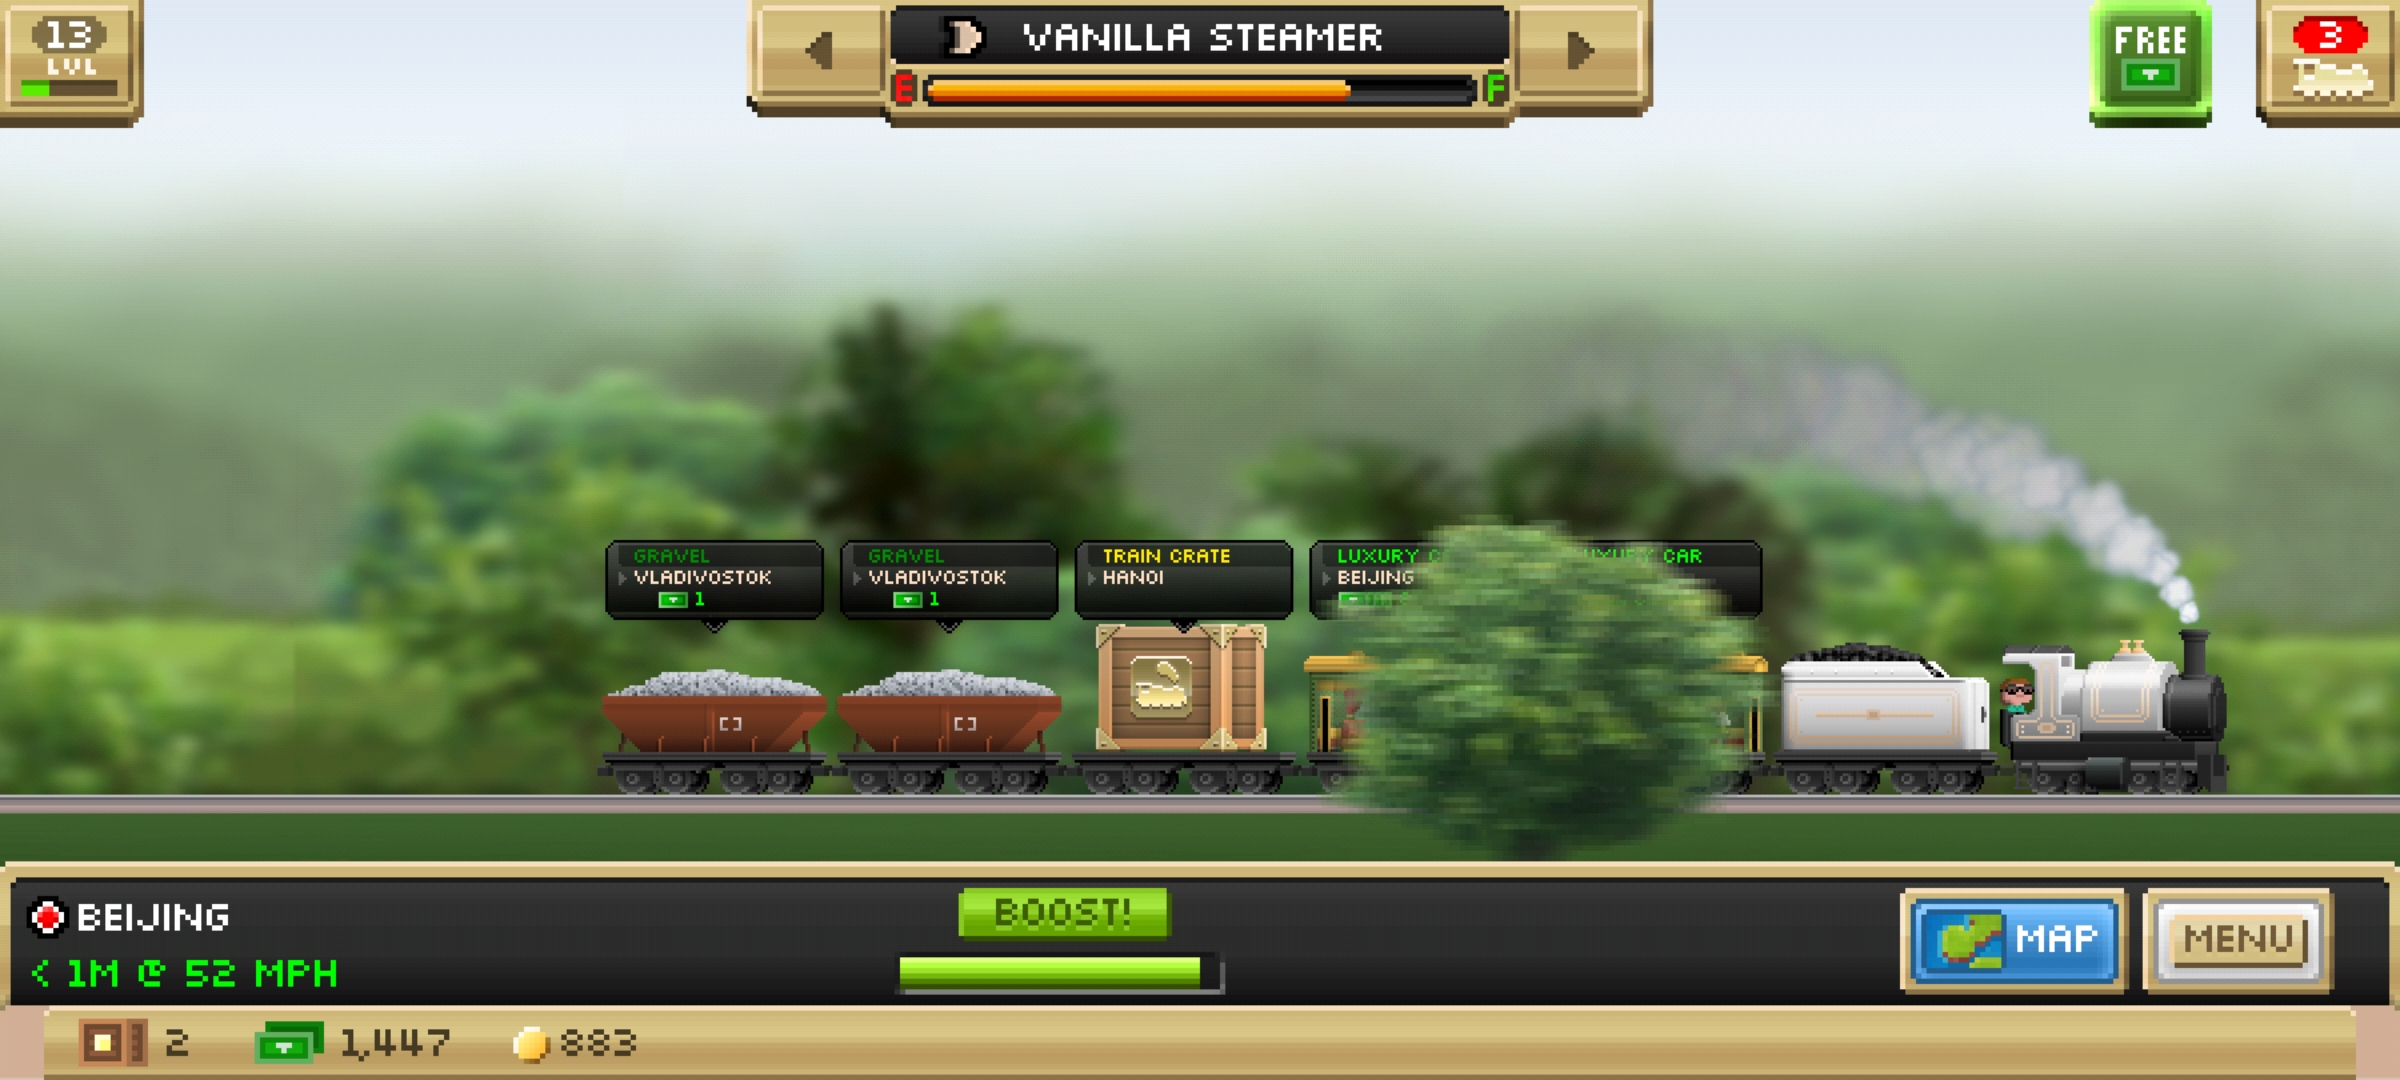 13
LVL
VANILLA STEAMER
E
F
FREE
3
GRAVEL
VLADIVOSTOK
1
GRAVEL
VLADIVOSTOK
1
TRAIN CRATE
HANOI
LUXURY
BEIJING
CAR
BEIJING
< 1M @ 52 MPH
BOOST!
MAP
MENU
2
1,447
883